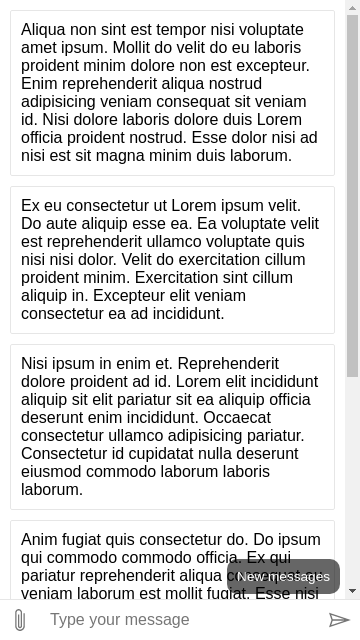 Aliqua non sint est tempor nisi voluptate
amet ipsum. Mollit do velit do eu laboris
proident minim dolore non est excepteur.
Enim reprehenderit aliqua nostrud
adipisicing veniam consequat sit veniam
id. Nisi dolore laboris dolore duis Lorem
officia proident nostrud. Esse dolor nisi ad
nisi est sit magna minim duis laborum.
Ex eu consectetur ut Lorem ipsum velit.
Do aute aliquip esse ea. Ea voluptate velit
est reprehenderit ullamco voluptate quis
nisi nisi dolor. Velit do exercitation cillum
proident minim. Exercitation sint cillum
aliquip in. Excepteur elit veniam
consectetur ea ad incididunt.
Nisi ipsum in enim et. Reprehenderit
dolore proident ad id. Lorem elit incididunt
aliquip sit elit pariatur sit ea aliquip officia
deserunt enim incididunt. Occaecat
consectetur ullamco adipisicing pariatur.
Consectetur id cupidatat nulla deserunt
eiusmod commodo laborum laboris
laborum.
Anim fugiat quis consectetur do. Do ipsum
qui commodo commodo officia. Ex qui
pariatur reprehenderit aliqua consequat eu
veniam laborum est mollit fugiat. Esse nisi
New messages
Type your message